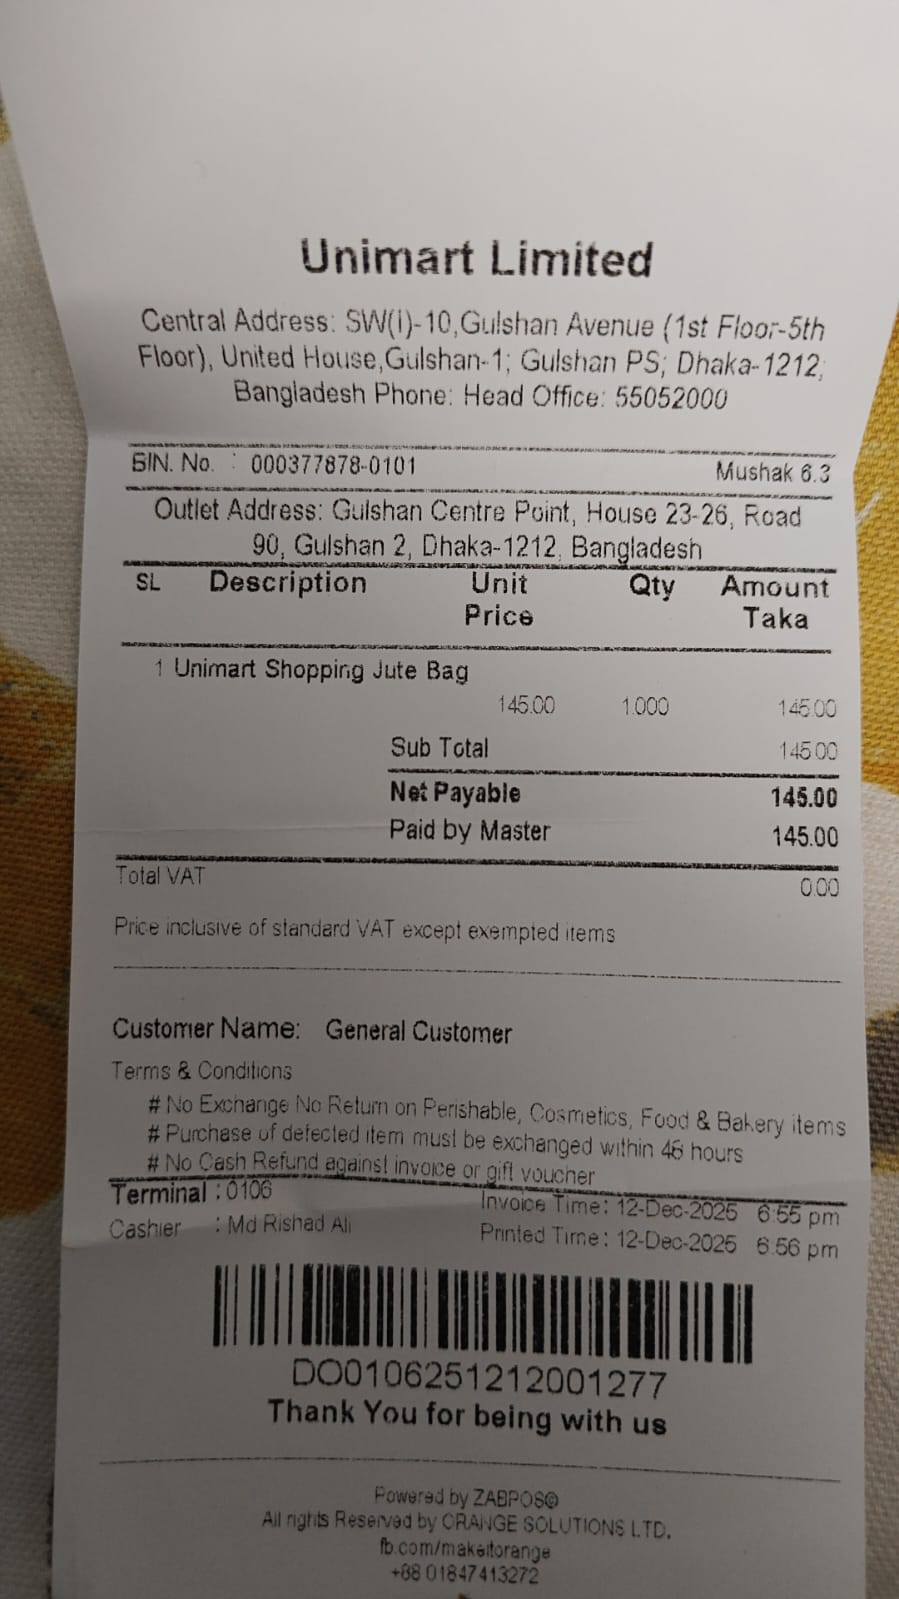 Unimart Limited
Central Address: SW(I)-10,Gulshan Avenue (1st Floor-5th
Floor), United House,Gulshan-1; Gulshan PS; Dhaka-1212;
Bangladesh Phone: Head Office: 55052000
BIN. No. : 000377878-0101 Mushak 6.3
Outlet Address: Gulshan Centre Point, House 23-26, Road
90, Gulshan 2, Dhaka-1212, Bangladesh
SL Description Unit Qty Amount
Price Taka
1 Unimart Shopping Jute Bag
145.00 1.000 145.00
Sub Total 145.00
Net Payable 145.00
Paid by Master 145.00
Total VAT 0.00
Price inclusive of standard VAT except exempted items
Customer Name: General Customer
Terms & Conditions
# No Exchange No Return on Perishable, Cosmetics, Food & Bakery items
# Purchase of defected item must be exchanged within 48 hours
# No Cash Refund against invoice or gift voucher
Terminal : 0106 Invoice Time: 12-Dec-2025 6:55 pm
Cashier : Md Rishad Ali Printed Time: 12-Dec-2025 6:56 pm
DO0106251212001277
Thank You for being with us
Powered by ZABPOS©
All rights Reserved by ORANGE SOLUTIONS LTD.
fb.com/makeitorange
+88 01847413272